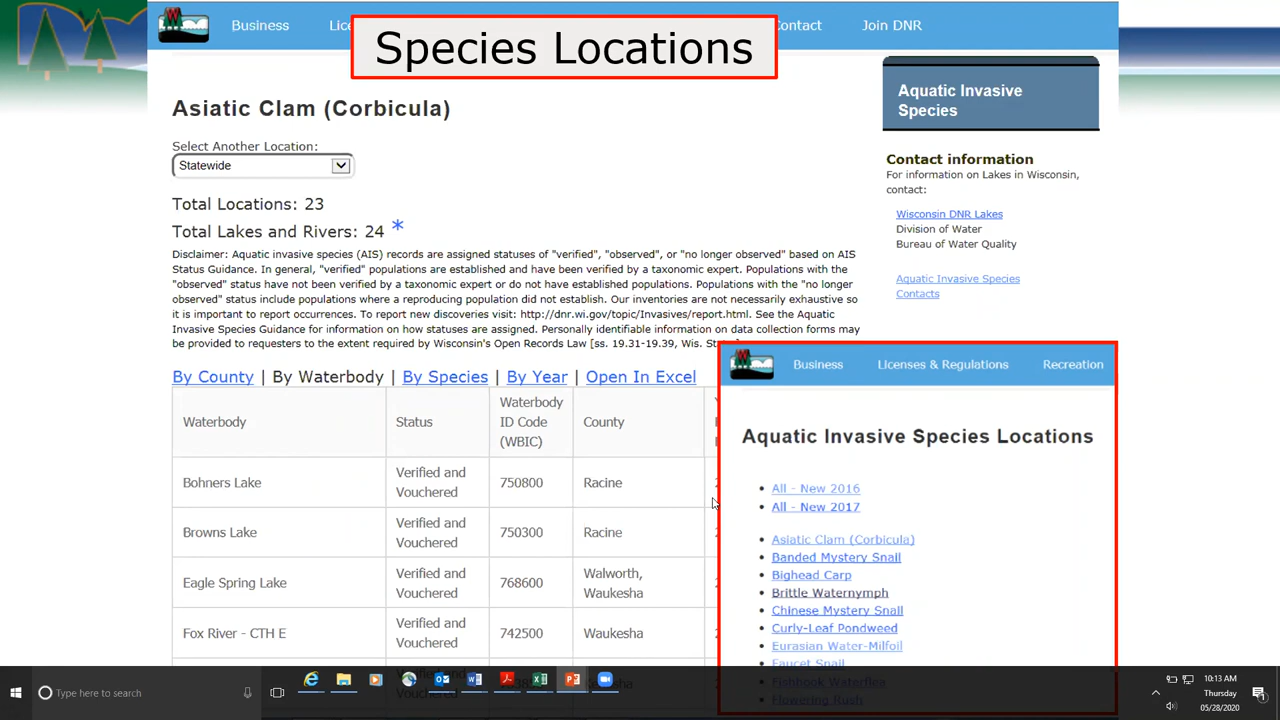 Business
Contact
Join DNR
Species Locations
Asiatic Clam (Corbicula)
Select Another Location:
Statewide
Total Locations: 23
Total Lakes and Rivers: 24 *
Disclaimer: Aquatic invasive species (AIS) records are assigned statuses of "verified", "observed", or "no longer observed" based on AIS
Status Guidance. In general, "verified" populations are established and have been verified by a taxonomic expert. Populations with the
"observed" status have not been verified by a taxonomic expert or do not have established populations. Populations with the "no longer
observed" status include populations where a reproducing population did not establish. Our inventories are not necessarily exhaustive so
it is important to report occurrences. To report new discoveries visit: http://dnr.wi.gov/topic/Invasives/report.html. See the Aquatic
Invasive Species Guidance for information on how statuses are assigned. Personally identifiable information on data collection forms may
be provided to requesters to the extent required by Wisconsin's Open Records Law [ss. 19.31-19.39, Wis.
By County | By Waterbody | By Species | By Year | Open In Excel
Waterbody
Status
Waterbody
ID Code
(WBIC)
County
Bohners Lake
Verified and
Vouchered
750800
Racine
Browns Lake
Verified and
Vouchered
750300
Racine
Eagle Spring Lake
Verified and
Vouchered
768600
Walworth,
Waukesha
Fox River - CTH E
Verified and
Vouchered
742500
Waukesha
Aquatic Invasive
Species
Contact information
For information on Lakes in Wisconsin,
contact:
Wisconsin DNR Lakes
Division of Water
Bureau of Water Quality
Aquatic Invasive Species
Contacts
Business
Licenses & Regulations
Recreation
Aquatic Invasive Species Locations
All - New 2016
All - New 2017
Asiatic Clam (Corbicula)
Banded Mystery Snail
Bighead Carp
Brittle Waternymph
Chinese Mystery Snail
Curly-Leaf Pondweed
Eurasian Water-Milfoil
Faucet Snail
Fishhook Waterflea
Flowering Rush
Type here to search
10:13 AM
Thursday
05/28/2020